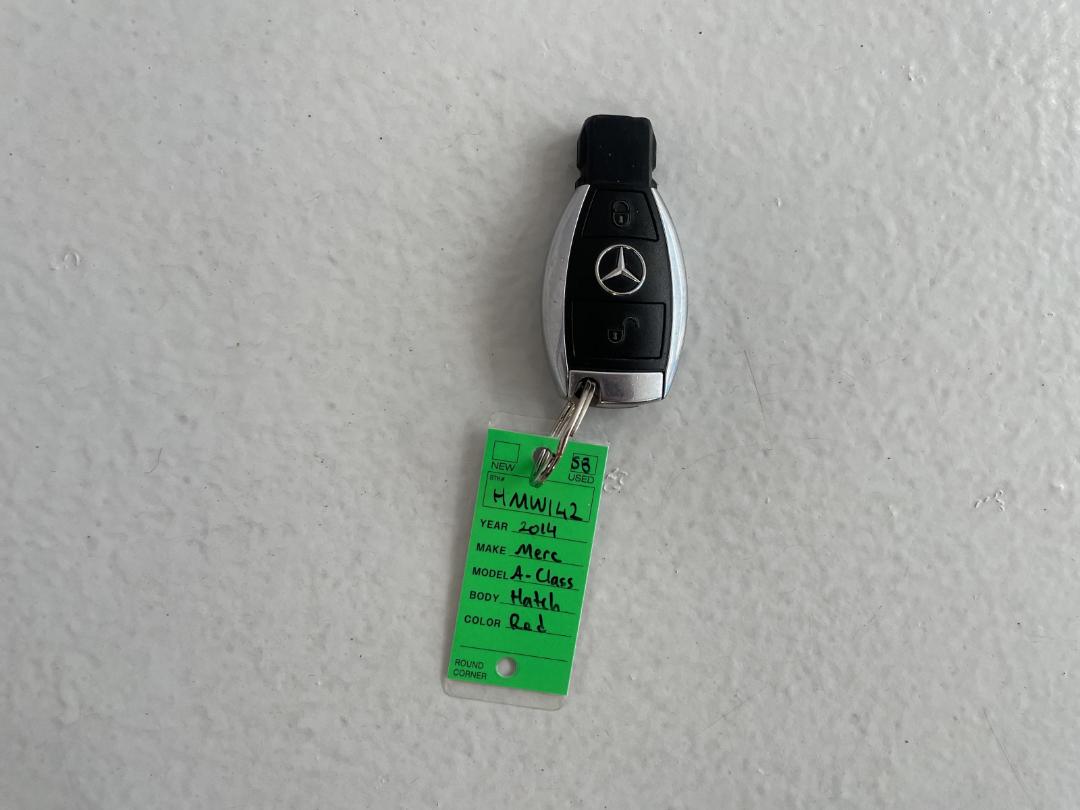 NEW 58 USED
STK#
HMW142
YEAR 2014
MAKE Merc
MODEL A-Class
BODY Hatch
COLOR Red
ROUND
CORNER